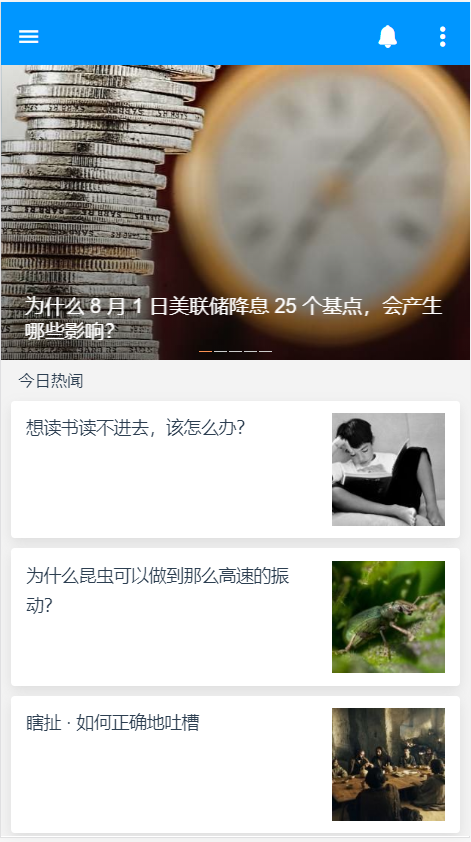 为什么 8 月 1 日美联储降息 25 个基点，会产生
哪些影响？
今日热闻
想读书读不进去，该怎么办？
为什么昆虫可以做到那么高速的振
动？
瞎扯 · 如何正确地吐槽